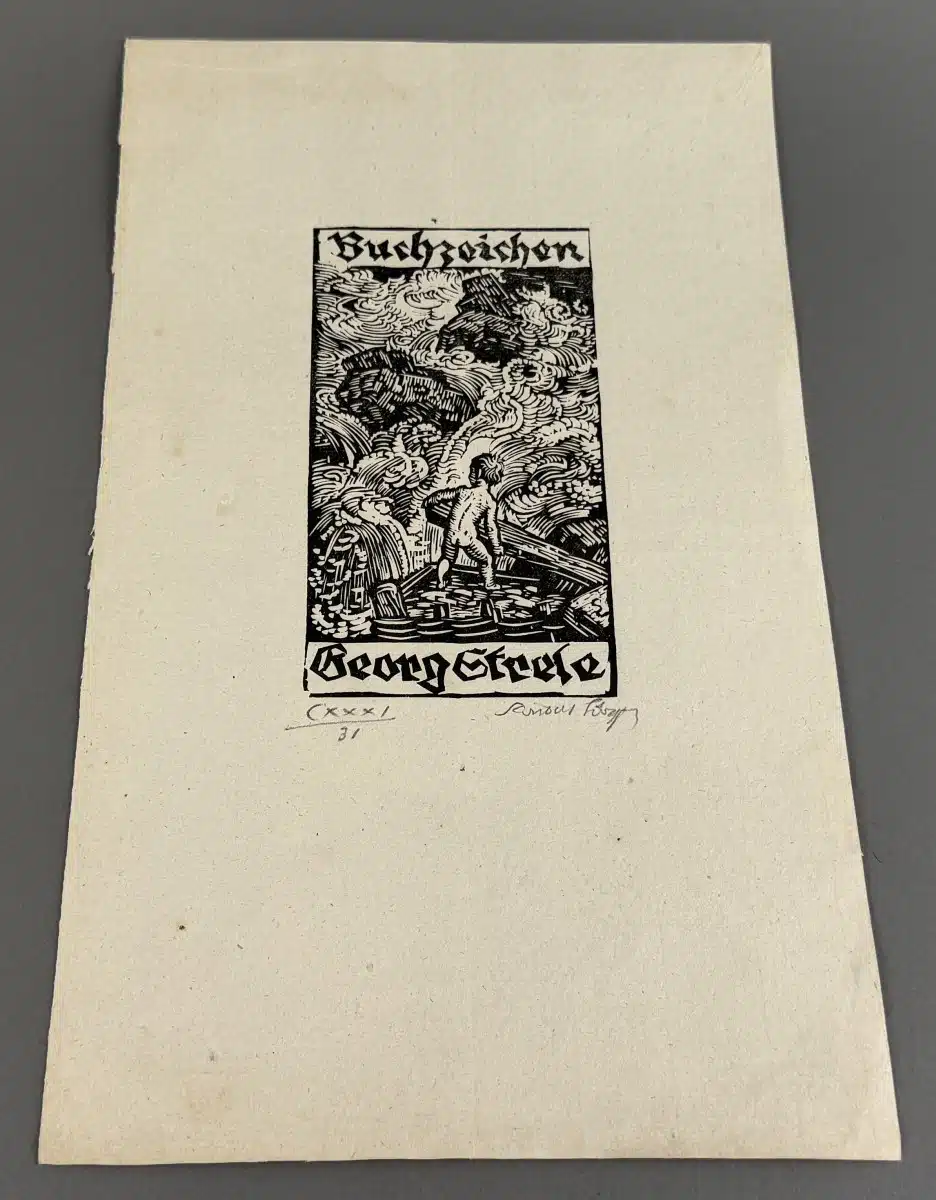 Buchzeichen
Georg Strele
CXXXI
31